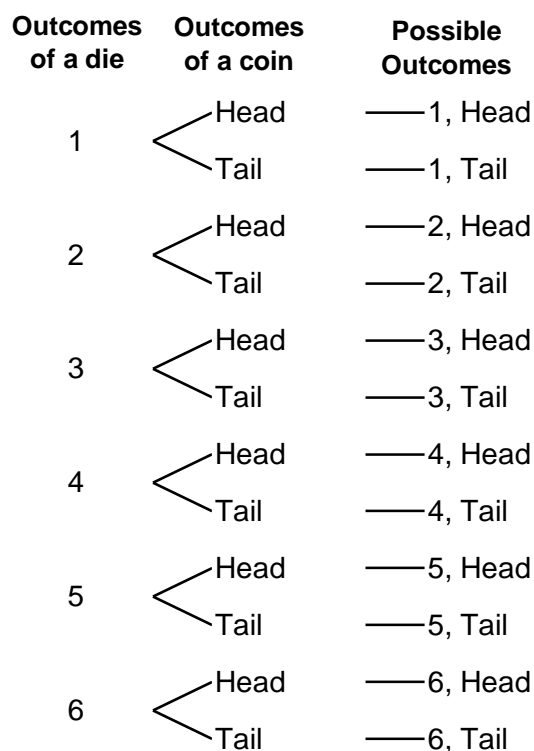 Outcomes of a die
Outcomes of a coin
Possible Outcomes
1
Head
1, Head
Tail
1, Tail
2
Head
2, Head
Tail
2, Tail
3
Head
3, Head
Tail
3, Tail
4
Head
4, Head
Tail
4, Tail
5
Head
5, Head
Tail
5, Tail
6
Head
6, Head
Tail
6, Tail